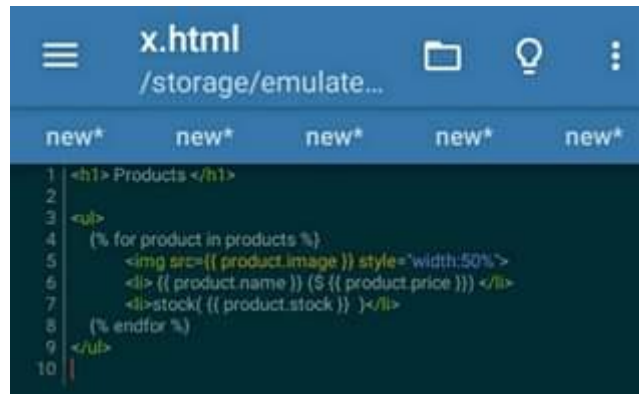 x.html
/storage/emulate...
new* new* new* new* new*
1 <h1> Products </h1>
2
3 <ul>
4 {% for product in products %}
5 <img src={{ product.image }} style="width:50%">
6 <li> {{ product.name }} ($ {{ product.price }}) </li>
7 <li>stock( {{ product.stock }} )</li>
8 {% endfor %}
9 </ul>
10